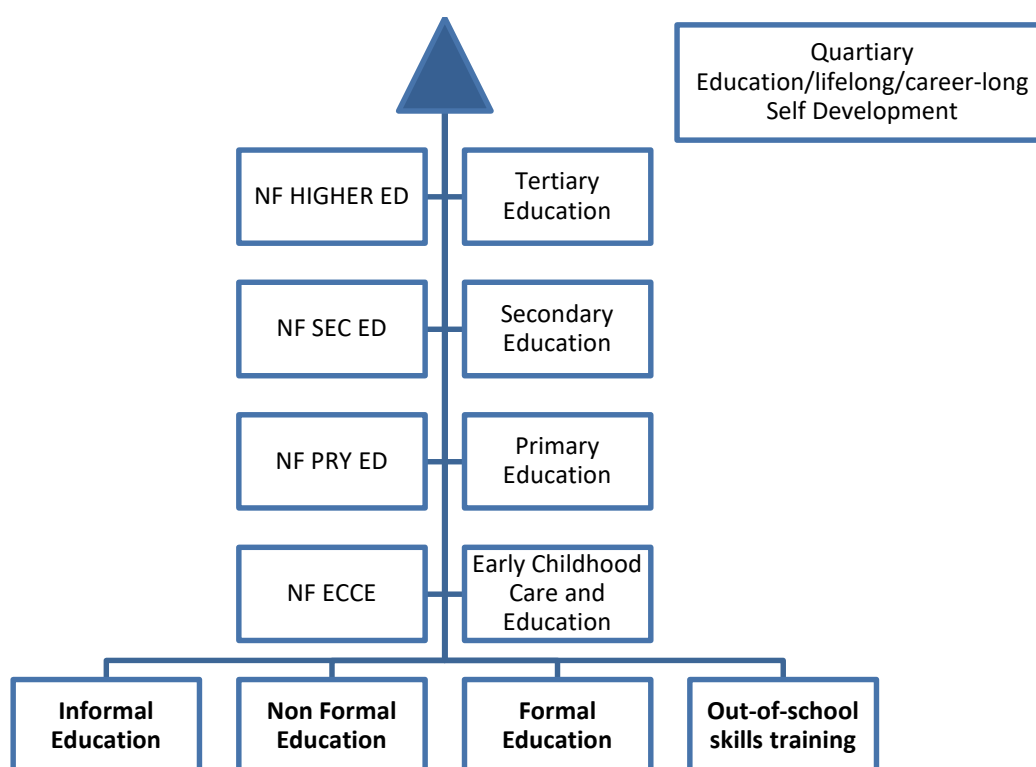 Quartiary
Education/lifelong/career-long
Self Development
NF HIGHER ED
Tertiary
Education
NF SEC ED
Secondary
Education
NF PRY ED
Primary
Education
NF ECCE
Early Childhood
Care and
Education
Informal
Education
Non Formal
Education
Formal
Education
Out-of-school
skills training